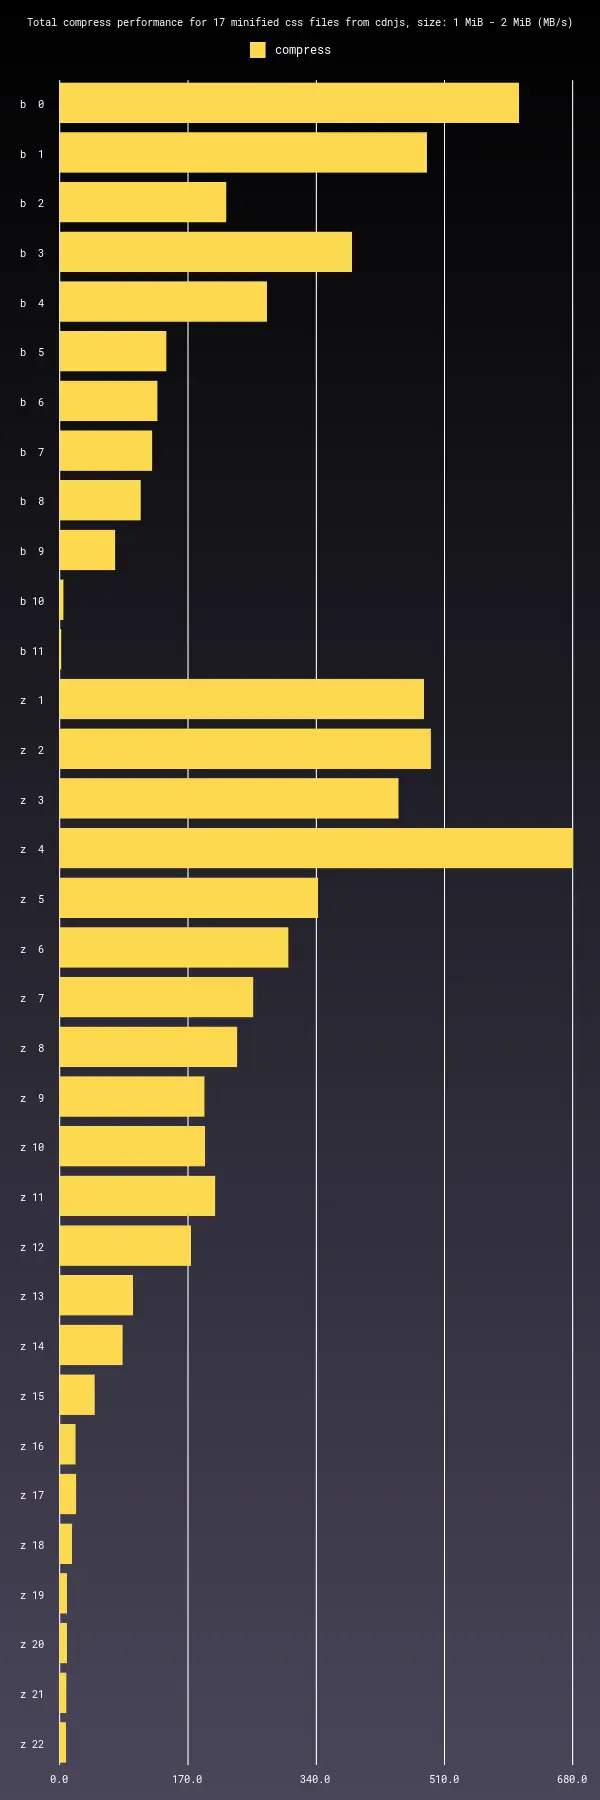 Total compress performance for 17 minified css files from cdnjs, size: 1 MiB - 2 MiB (MB/s)
compress
b 0
b 1
b 2
b 3
b 4
b 5
b 6
b 7
b 8
b 9
b 10
b 11
z 1
z 2
z 3
z 4
z 5
z 6
z 7
z 8
z 9
z 10
z 11
z 12
z 13
z 14
z 15
z 16
z 17
z 18
z 19
z 20
z 21
z 22
0.0 170.0 340.0 510.0 680.0